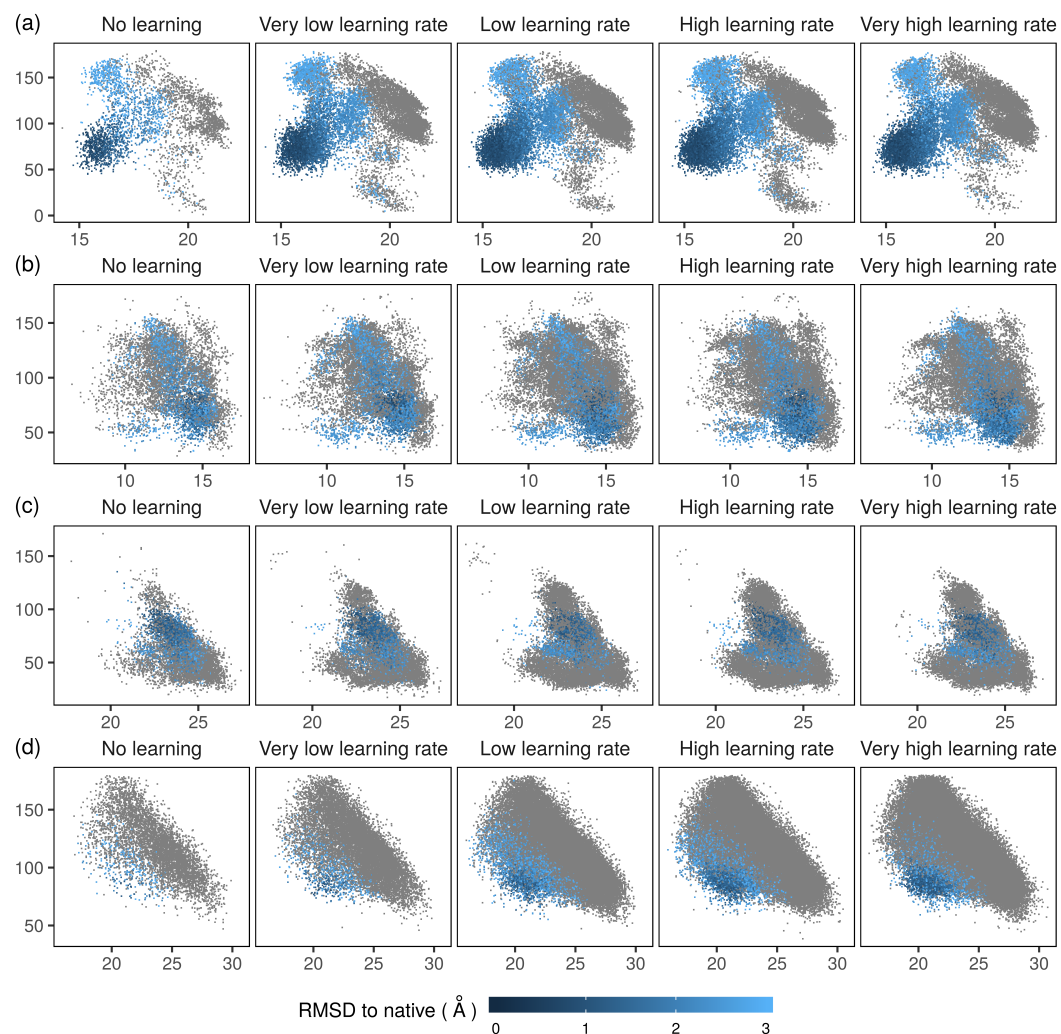 (a) No learning Very low learning rate Low learning rate High learning rate Very high learning rate
150
100
50
0
15 20 15 20 15 20 15 20 15 20
(b) No learning Very low learning rate Low learning rate High learning rate Very high learning rate
150
100
50
10 15 10 15 10 15 10 15 10 15
(c) No learning Very low learning rate Low learning rate High learning rate Very high learning rate
150
100
50
20 25 20 25 20 25 20 25 20 25
(d) No learning Very low learning rate Low learning rate High learning rate Very high learning rate
150
100
50
20 25 30 20 25 30 20 25 30 20 25 30 20 25 30
RMSD to native (Å)
0 1 2 3